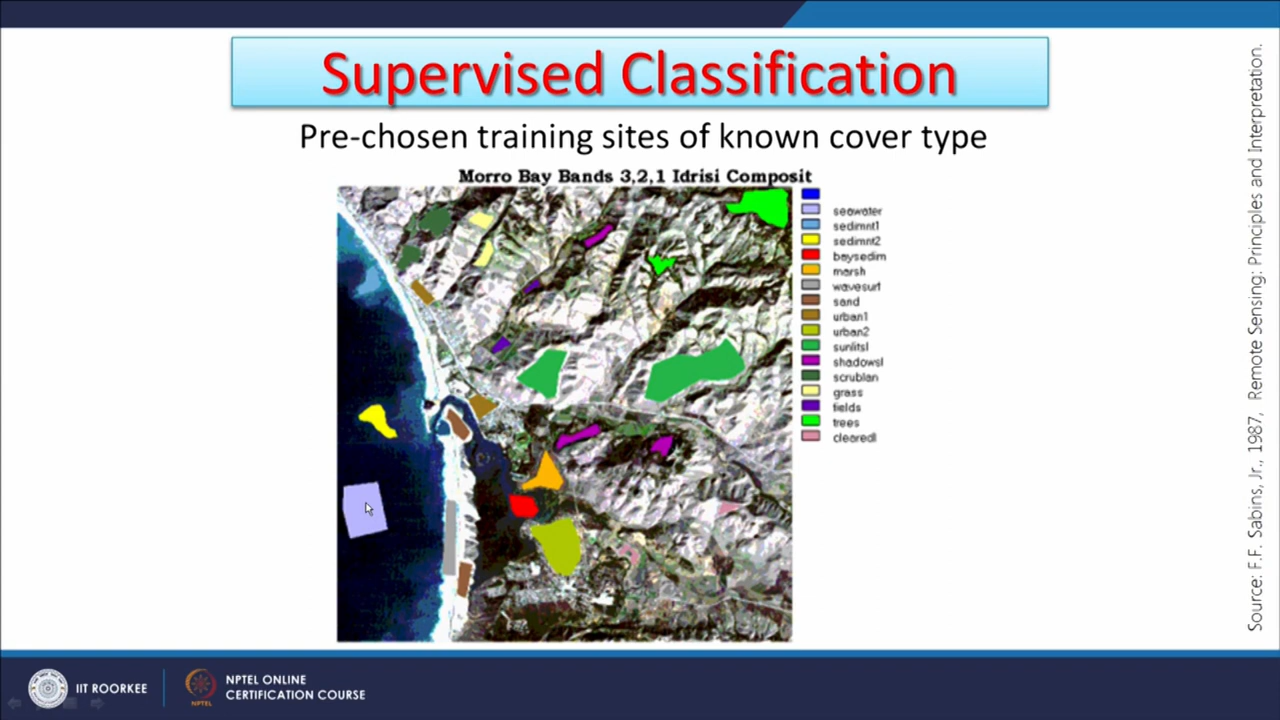 Supervised Classification
Pre-chosen training sites of known cover type
Morro Bay Bands 3,2,1 Idrisi Composit
seawater
sedimnt1
sedimnt2
baysedim
marsh
wavesurf
sand
urban1
urban2
sunlitsl
shadowsl
scrublan
grass
fields
trees
clearedl
Source: F.F. Sabins, Jr., 1987, Remote Sensing: Principles and Interpretation.
IIT ROORKEE
NPTEL
NPTEL ONLINE
CERTIFICATION COURSE